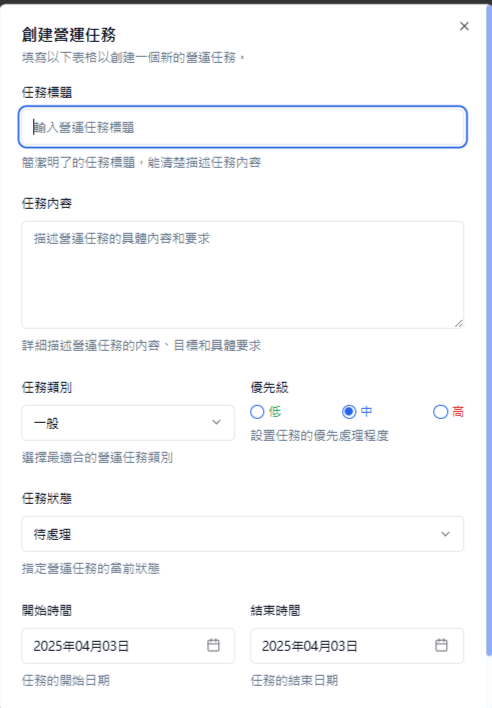 創建營運任務
填寫以下表格以創建一個新的營運任務。
任務標題
輸入營運任務標題
簡潔明了的任務標題，能清楚描述任務內容
任務內容
描述營運任務的具體內容和要求
詳細描述營運任務的內容、目標和具體要求
任務類別
優先級
一般
低 中 高
設置任務的優先處理程度
選擇最適合的營運任務類別
任務狀態
待處理
指定營運任務的當前狀態
開始時間
結束時間
2025年04月03日
2025年04月03日
任務的開始日期
任務的結束日期